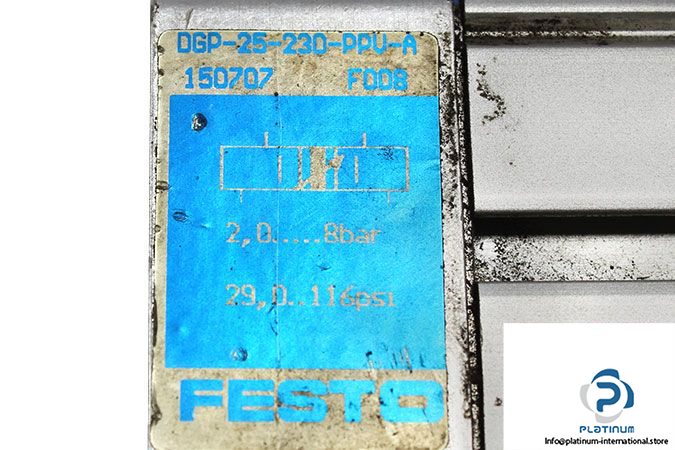 DGP-25-230-PPV-A
150707 F008
2,0.....8bar
29,0..116psi
FESTO
PLATINUM
Info@platinum-international.store